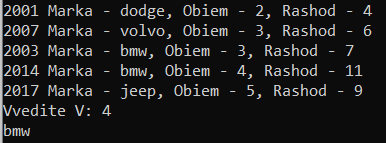 2001 Marka - dodge, Obiem - 2, Rashod - 4
2007 Marka - volvo, Obiem - 3, Rashod - 6
2003 Marka - bmw, Obiem - 3, Rashod - 7
2014 Marka - bmw, Obiem - 4, Rashod - 11
2017 Marka - jeep, Obiem - 5, Rashod - 9
Vvedite V: 4
bmw